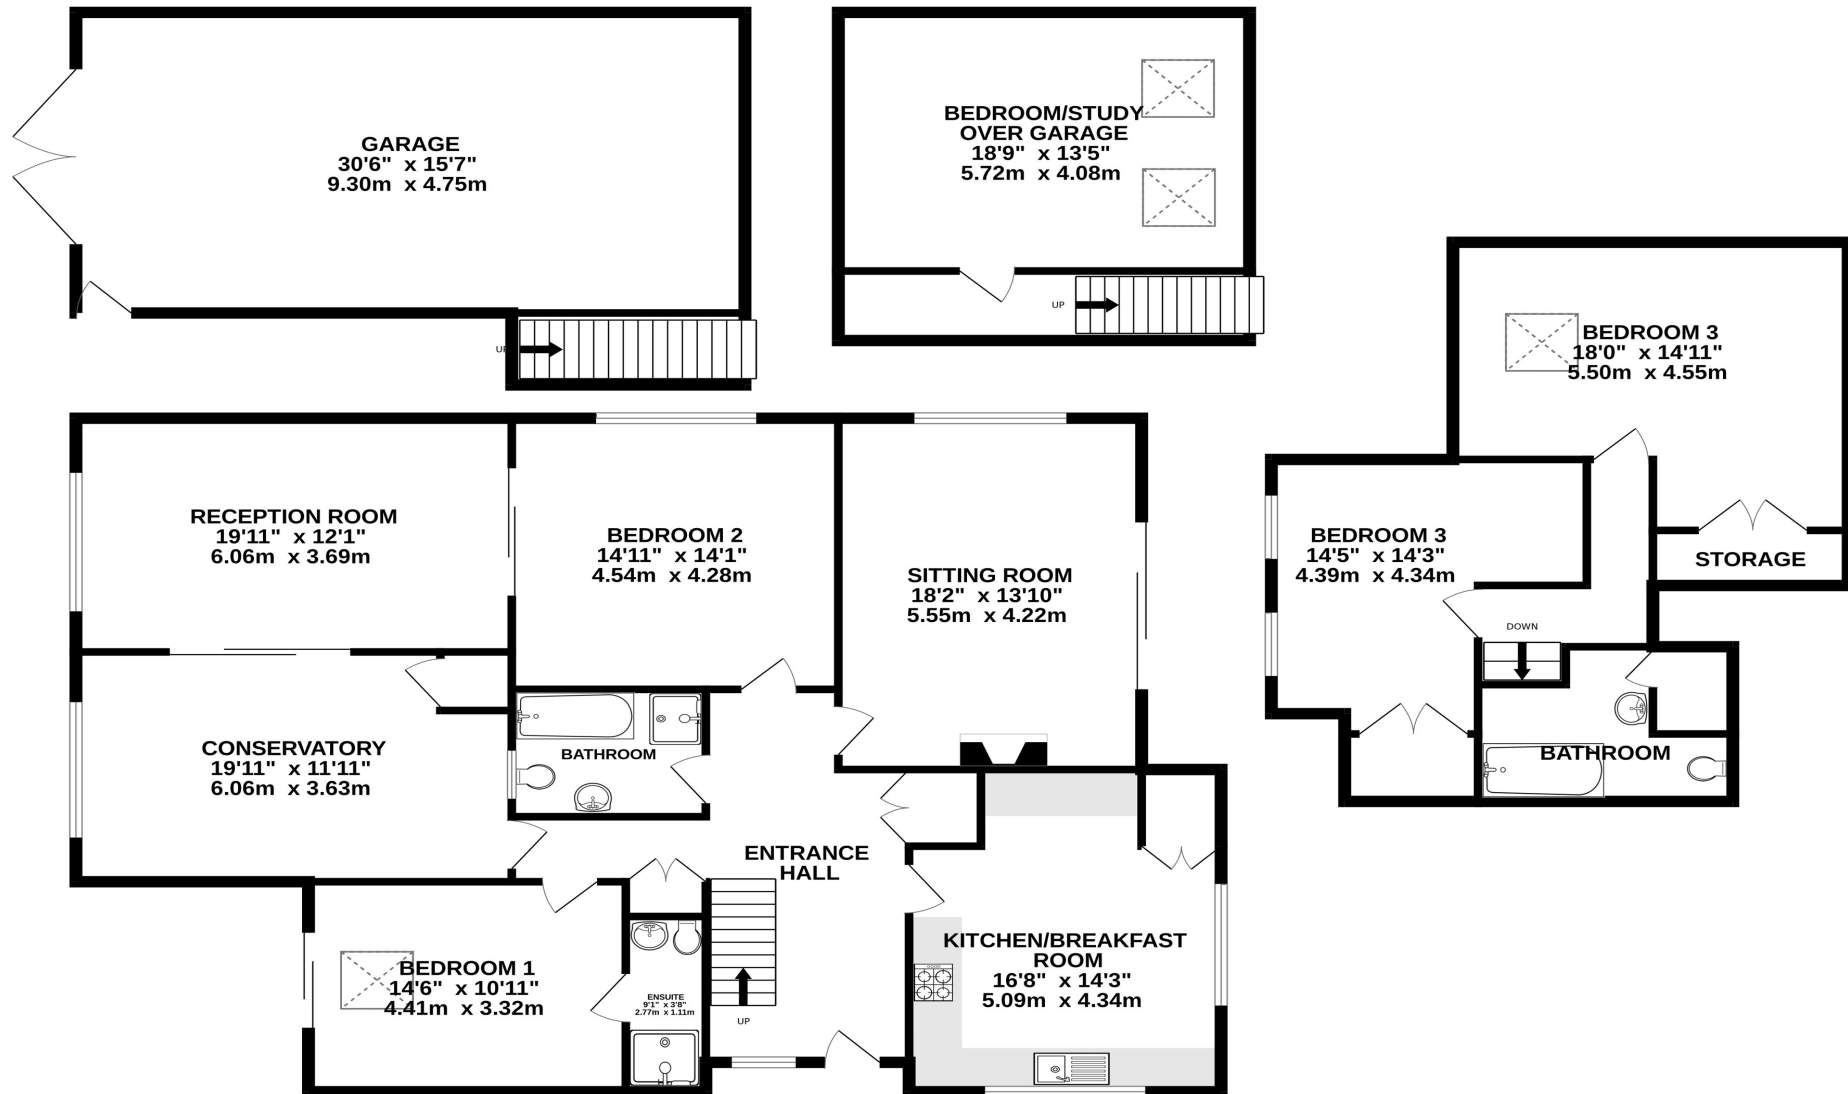 GARAGE
30'6" x 15'7"
9.30m x 4.75m
UP
BEDROOM/STUDY
OVER GARAGE
18'9" x 13'5"
5.72m x 4.08m
UP
BEDROOM 3
18'0" x 14'11"
5.50m x 4.55m
STORAGE
BEDROOM 3
14'5" x 14'3"
4.39m x 4.34m
DOWN
BATHROOM
RECEPTION ROOM
19'11" x 12'1"
6.06m x 3.69m
BEDROOM 2
14'11" x 14'1"
4.54m x 4.28m
SITTING ROOM
18'2" x 13'10"
5.55m x 4.22m
CONSERVATORY
19'11" x 11'11"
6.06m x 3.63m
BATHROOM
ENTRANCE
HALL
KITCHEN/BREAKFAST
ROOM
16'8" x 14'3"
5.09m x 4.34m
BEDROOM 1
14'6" x 10'11"
4.41m x 3.32m
ENSUITE
9'1" x 3'8"
2.77m x 1.11m
UP